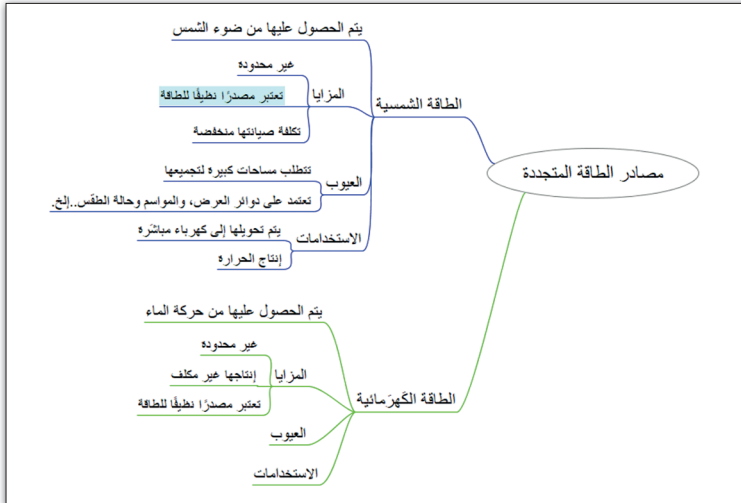 مصادر الطاقة المتجددة
الطاقة الشمسية
يتم الحصول عليها من ضوء الشمس
المزايا
غير محدودة
تعتبر مصدرًا نظيفًا للطاقة
تكلفة صيانتها منخفضة
العيوب
تتطلب مساحات كبيرة لتجميعها
تعتمد على دوائر العرض، والمواسم وحالة الطقس..إلخ.
الاستخدامات
يتم تحويلها إلى كهرباء مباشرة
إنتاج الحرارة
الطاقة الكَهرَمائية
يتم الحصول عليها من حركة الماء
المزايا
غير محدودة
إنتاجها غير مكلف
تعتبر مصدرًا نظيفًا للطاقة
العيوب
الاستخدامات